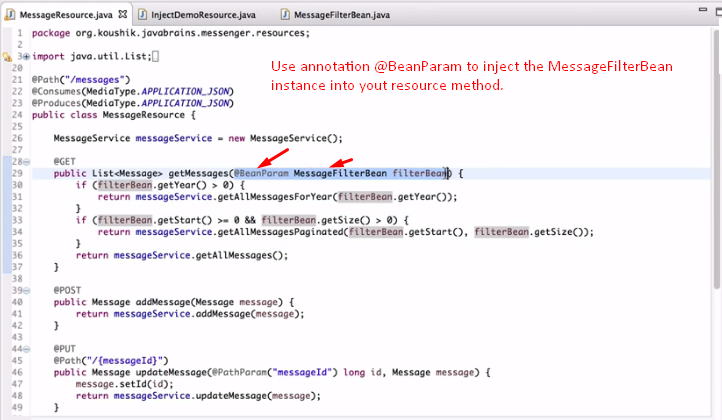 MessageResource.java
InjectDemoResource.java
MessageFilterBean.java
1 package org.koushik.javabrains.messenger.resources;
2
3 import java.util.List;
20
21 @Path("/messages")
22 @Consumes(MediaType.APPLICATION_JSON)
23 @Produces(MediaType.APPLICATION_JSON)
24 public class MessageResource {
25
26 MessageService messageService = new MessageService();
27
28 @GET
29 public List<Message> getMessages(@BeanParam MessageFilterBean filterBean) {
30 if (filterBean.getYear() > 0) {
31 return messageService.getAllMessagesForYear(filterBean.getYear());
32 }
33 if (filterBean.getStart() >= 0 && filterBean.getSize() > 0) {
34 return messageService.getAllMessagesPaginated(filterBean.getStart(), filterBean.getSize());
35 }
36 return messageService.getAllMessages();
37 }
38
39 @POST
40 public Message addMessage(Message message) {
41 return messageService.addMessage(message);
42 }
43
44 @PUT
45 @Path("/{messageId}")
46 public Message updateMessage(@PathParam("messageId") long id, Message message) {
47 message.setId(id);
48 return messageService.updateMessage(message);
49 }
Use annotation @BeanParam to inject the MessageFilterBean
instance into yout resource method.